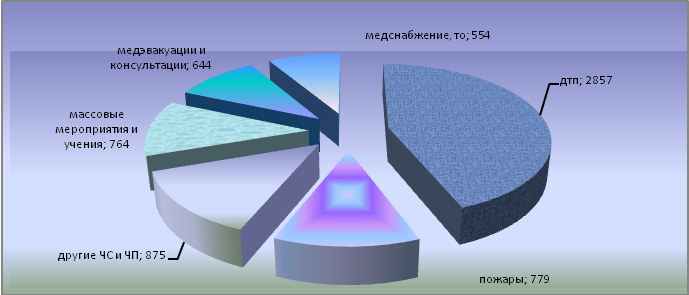 медснабжение, то; 554
медэвакуации и
консультации; 644
дтп; 2857
массовые
мероприятия и
учения; 764
другие ЧС и ЧП; 875
пожары; 779